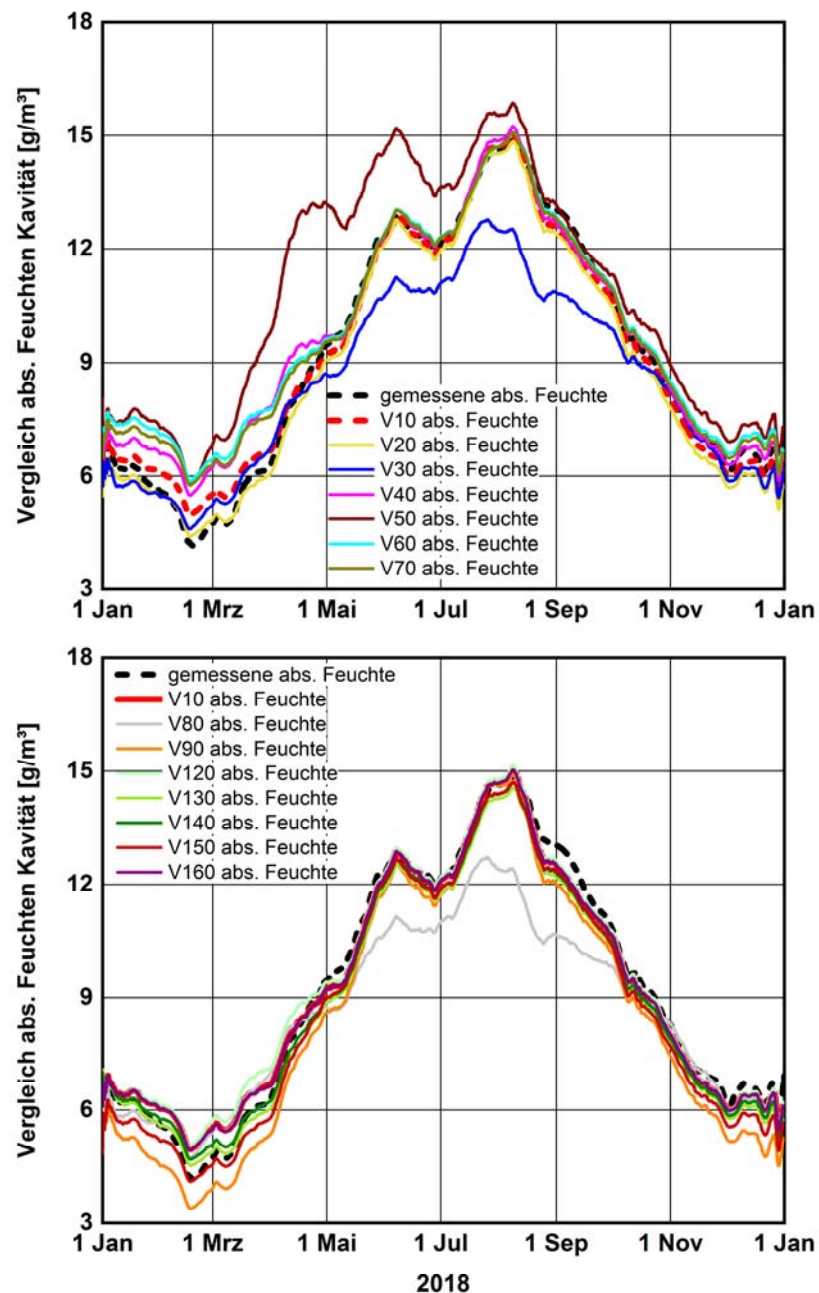 Vergleich abs. Feuchten Kavität [g/m³]
18
15
12
9
6
3
gemessene abs. Feuchte
V10 abs. Feuchte
V20 abs. Feuchte
V30 abs. Feuchte
V40 abs. Feuchte
V50 abs. Feuchte
V60 abs. Feuchte
V70 abs. Feuchte
1 Jan 1 Mrz 1 Mai 1 Jul 1 Sep 1 Nov 1 Jan
Vergleich abs. Feuchten Kavität [g/m³]
18
15
12
9
6
3
gemessene abs. Feuchte
V10 abs. Feuchte
V80 abs. Feuchte
V90 abs. Feuchte
V120 abs. Feuchte
V130 abs. Feuchte
V140 abs. Feuchte
V150 abs. Feuchte
V160 abs. Feuchte
1 Jan 1 Mrz 1 Mai 1 Jul 1 Sep 1 Nov 1 Jan
2018